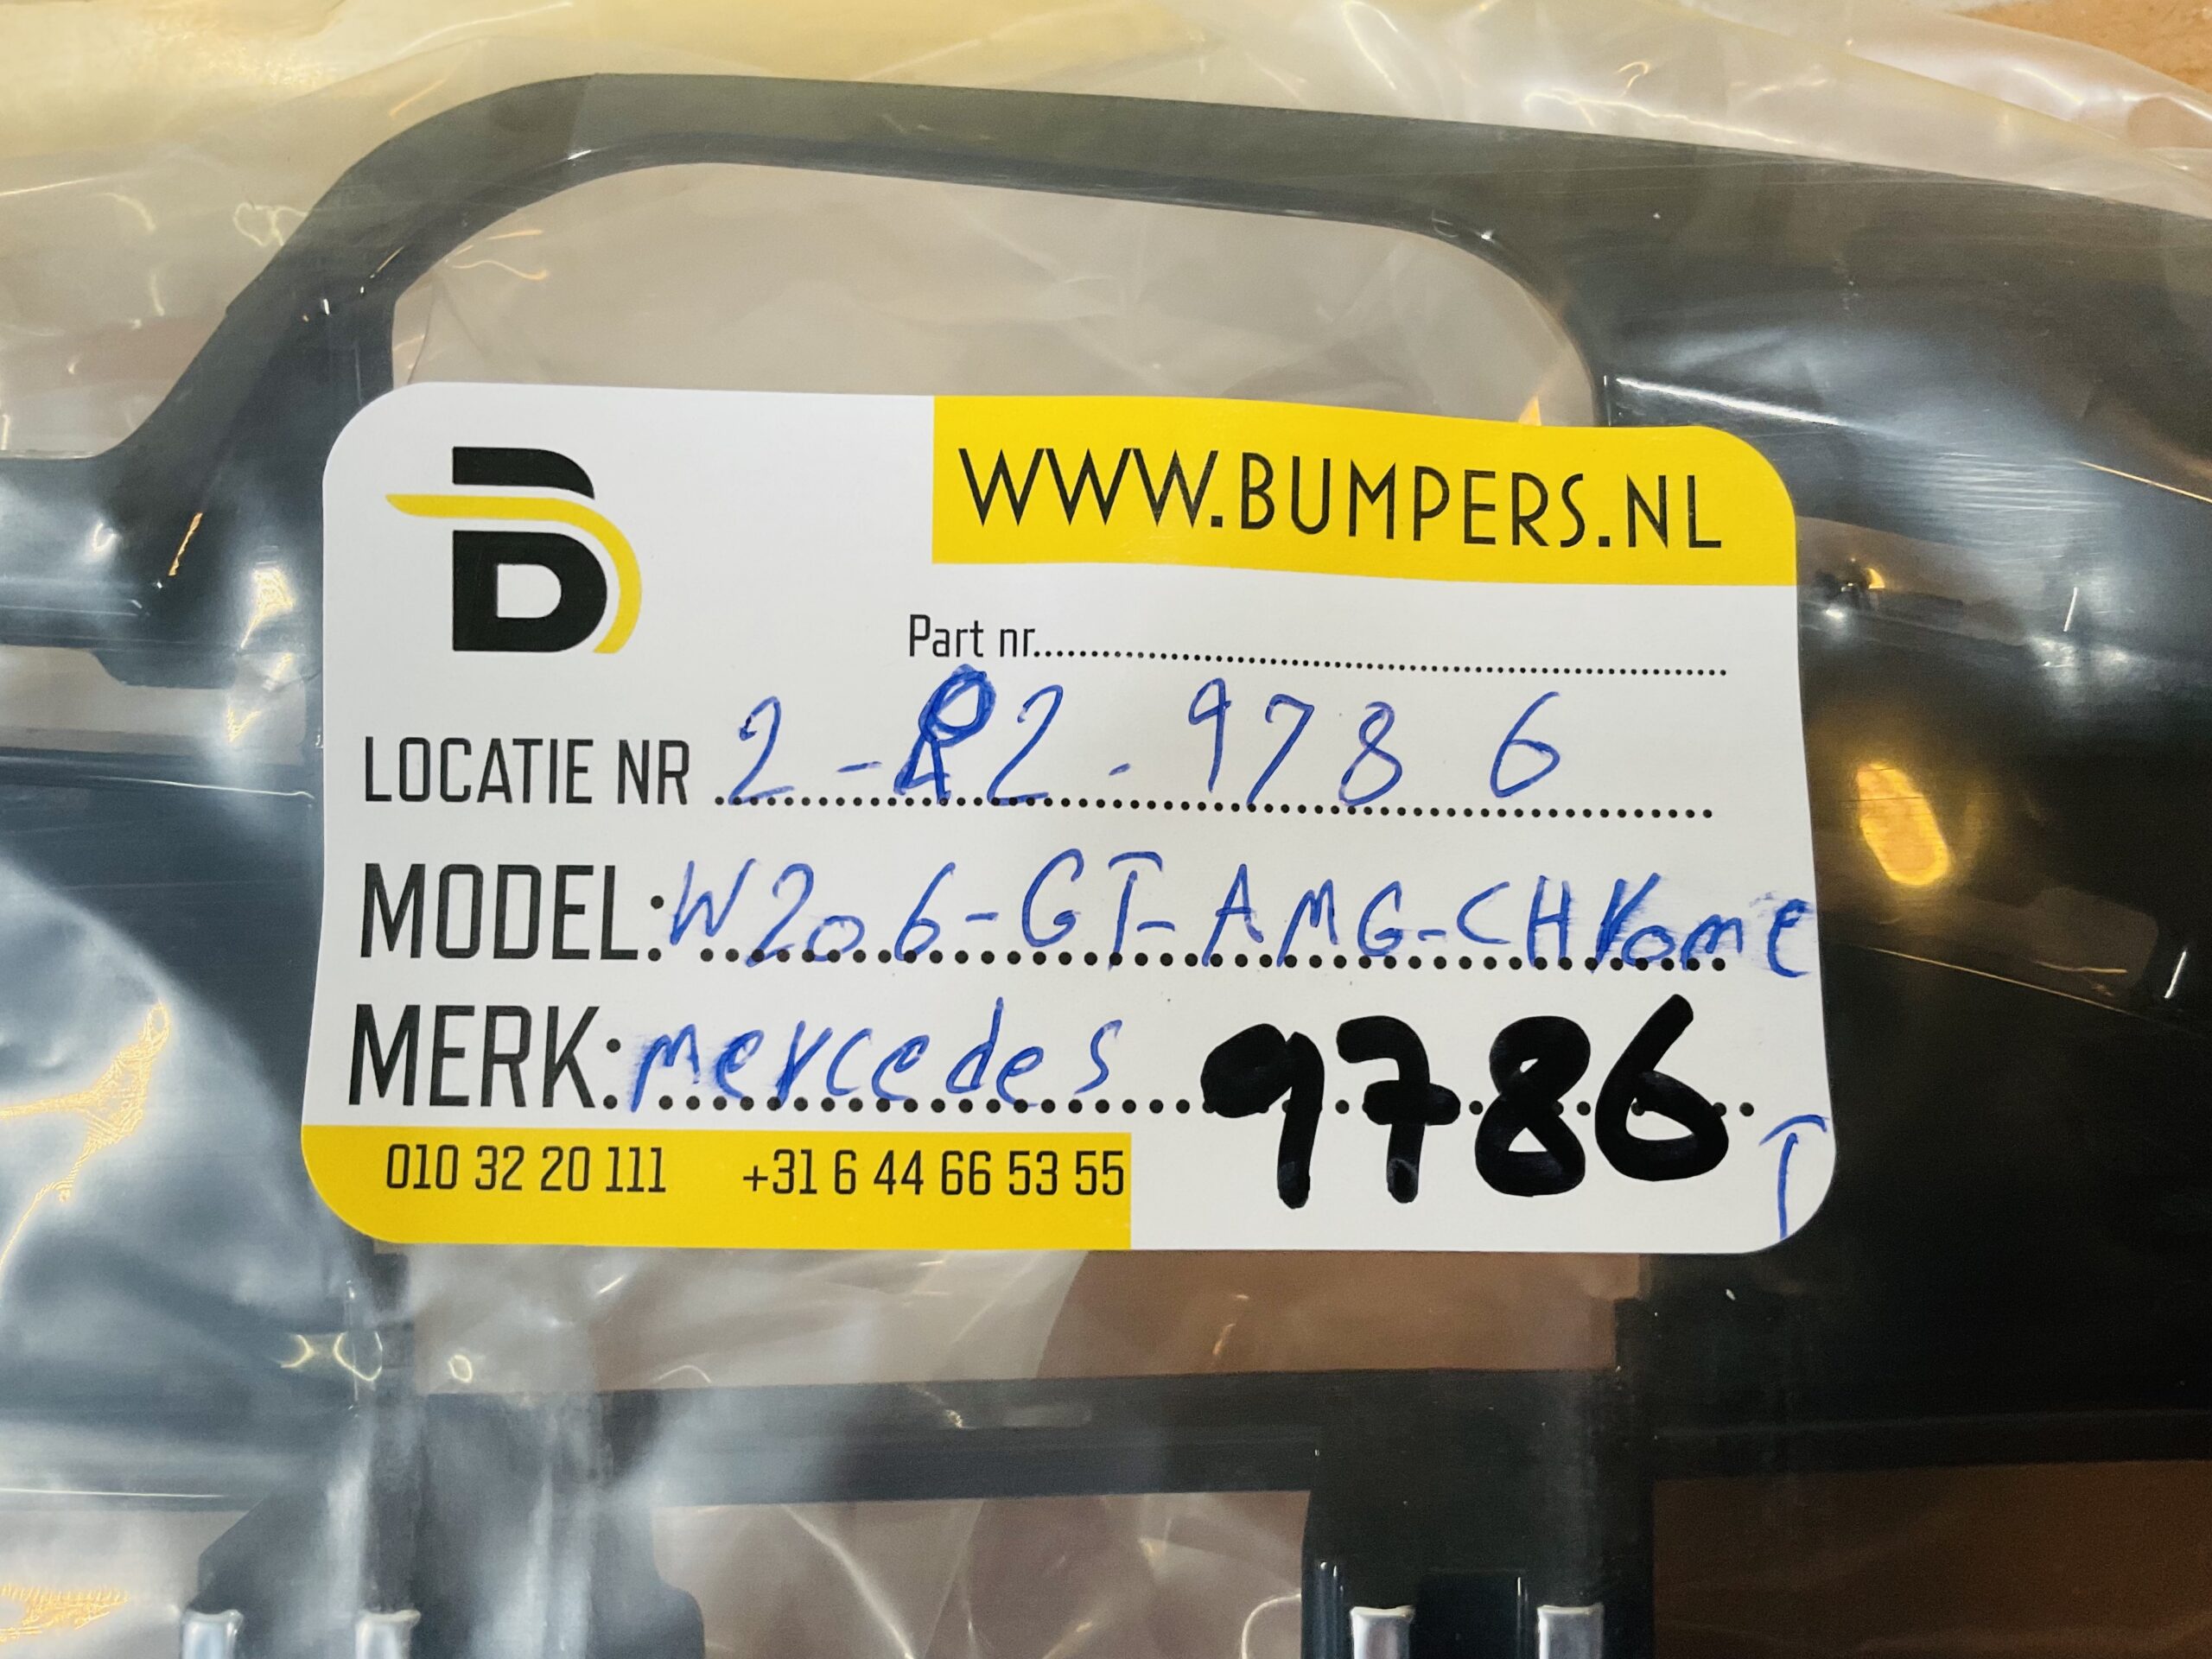 B
WWW.BUMPERS.NL
Part nr
LOCATIE NR 2 - 2 - 9786
MODEL: W206-GT-AMG-CHRome
MERK: mercedes 9786
T
010 32 20 111 +31 6 44 66 53 55